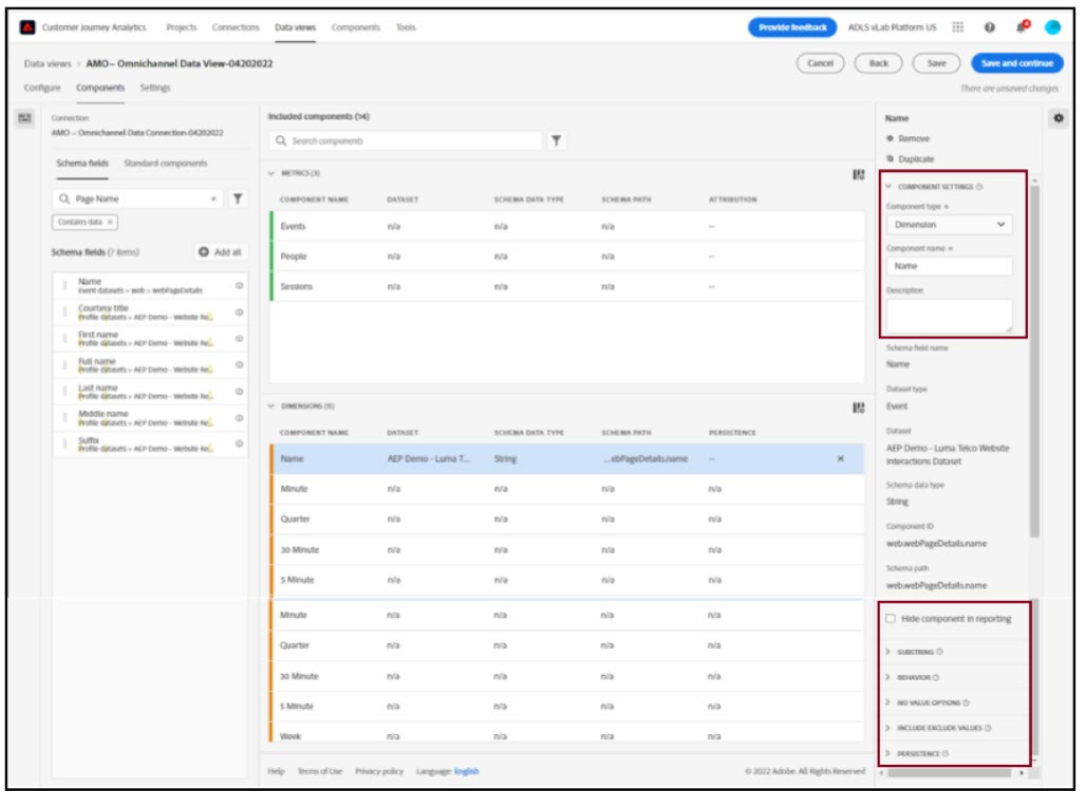 Customer Journey Analytics Projects Connections Data views Components Tools Provide feedback ADLS vLab Platform US
Data views > AMO– Omnichannel Data View-04202022 Cancel Back Save Save and continue
Configure Components Settings There are unsaved changes
Connection
AMO – Omnichannel Data Connection-04202022
Schema fields Standard components
Page Name
Contains data ×
Schema fields (7 items) Add all
Name
Event datasets > web > webPageDetails
Courtesy title
Profile datasets > AEP Demo - Website
First name
Profile datasets > AEP Demo - Website
Full name
Profile datasets > AEP Demo - Website
Last name
Profile datasets > AEP Demo - Website
Middle name
Profile datasets > AEP Demo - Website
Suffix
Profile datasets > AEP Demo - Website
Included components (14)
Search components
METRICS (3)
COMPONENT NAME DATASET SCHEMA DATA TYPE SCHEMA PATH ATTRIBUTION
Events n/a n/a n/a --
People n/a n/a n/a --
Sessions n/a n/a n/a --
COMPONENT NAME DATASET SCHEMA DATA TYPE SCHEMA PATH PERSISTENCE
DIMENSIONS (11)
Name AEP Demo - Luma T... String ...ebPageDetails.name --
Minute n/a n/a n/a n/a
Quarter n/a n/a n/a n/a
30 Minute n/a n/a n/a n/a
5 Minute n/a n/a n/a n/a
Minute n/a n/a n/a n/a
Quarter n/a n/a n/a n/a
30 Minute n/a n/a n/a n/a
5 Minute n/a n/a n/a n/a
Week n/a n/a n/a n/a
Help Terms of Use Privacy policy Language: English © 2022 Adobe. All Rights Reserved
Name
Remove
Duplicate
COMPONENT SETTINGS
Component type *
Dimension
Component name *
Name
Description
Schema field name
Name
Dataset type
Event
Dataset
AEP Demo - Luma Telco Website
Interactions Dataset
Schema data type
String
Component ID
web.webPageDetails.name
Schema path
web.webPageDetails.name
Hide component in reporting
SUBSTRING
BEHAVIOR
NO VALUE OPTIONS
INCLUDE EXCLUDE VALUES
PERSISTENCE